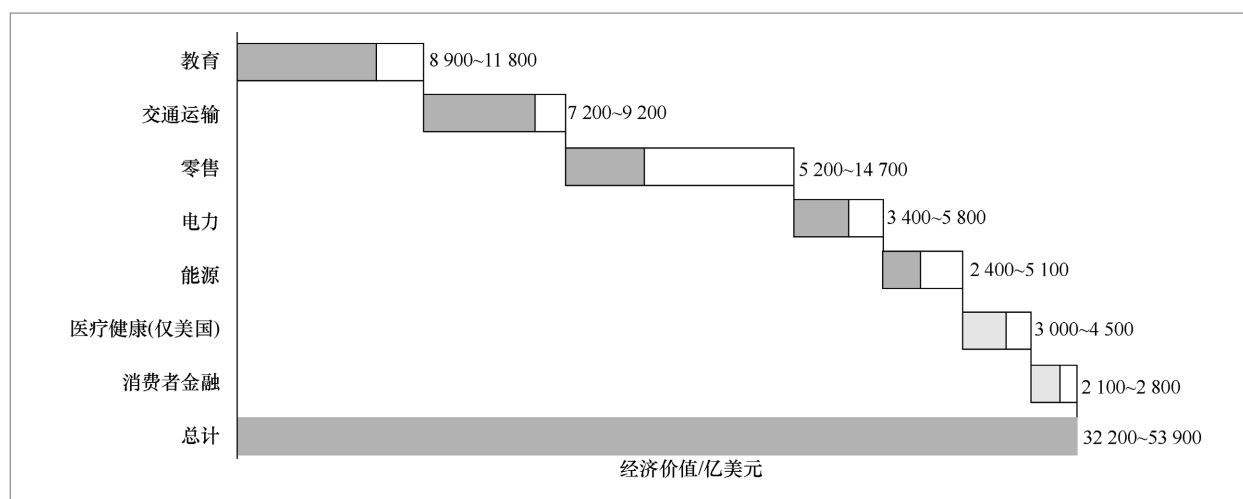 教育 8 900~11 800
交通运输 7 200~9 200
零售 5 200~14 700
电力 3 400~5 800
能源 2 400~5 100
医疗健康(仅美国) 3 000~4 500
消费者金融 2 100~2 800
总计 32 200~53 900
经济价值/亿美元